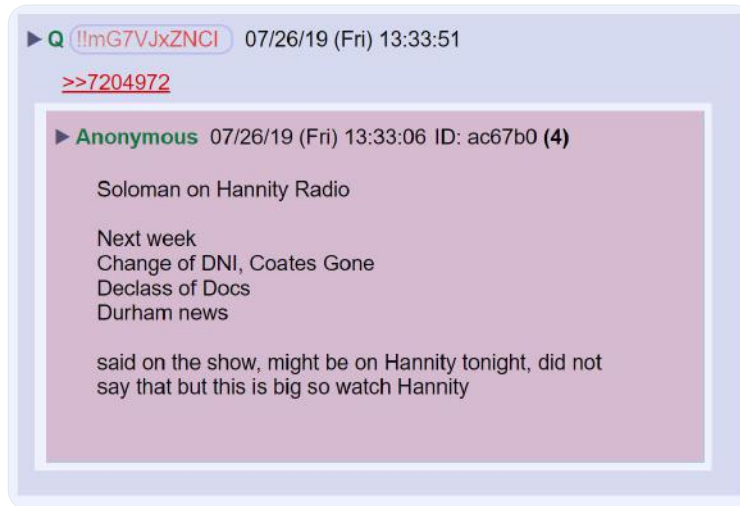 Q !!mG7VJxZNCI 07/26/19 (Fri) 13:33:51
>>7204972
Anonymous 07/26/19 (Fri) 13:33:06 ID: ac67b0 (4)
Soloman on Hannity Radio
Next week
Change of DNI, Coates Gone
Declass of Docs
Durham news
said on the show, might be on Hannity tonight, did not
say that but this is big so watch Hannity